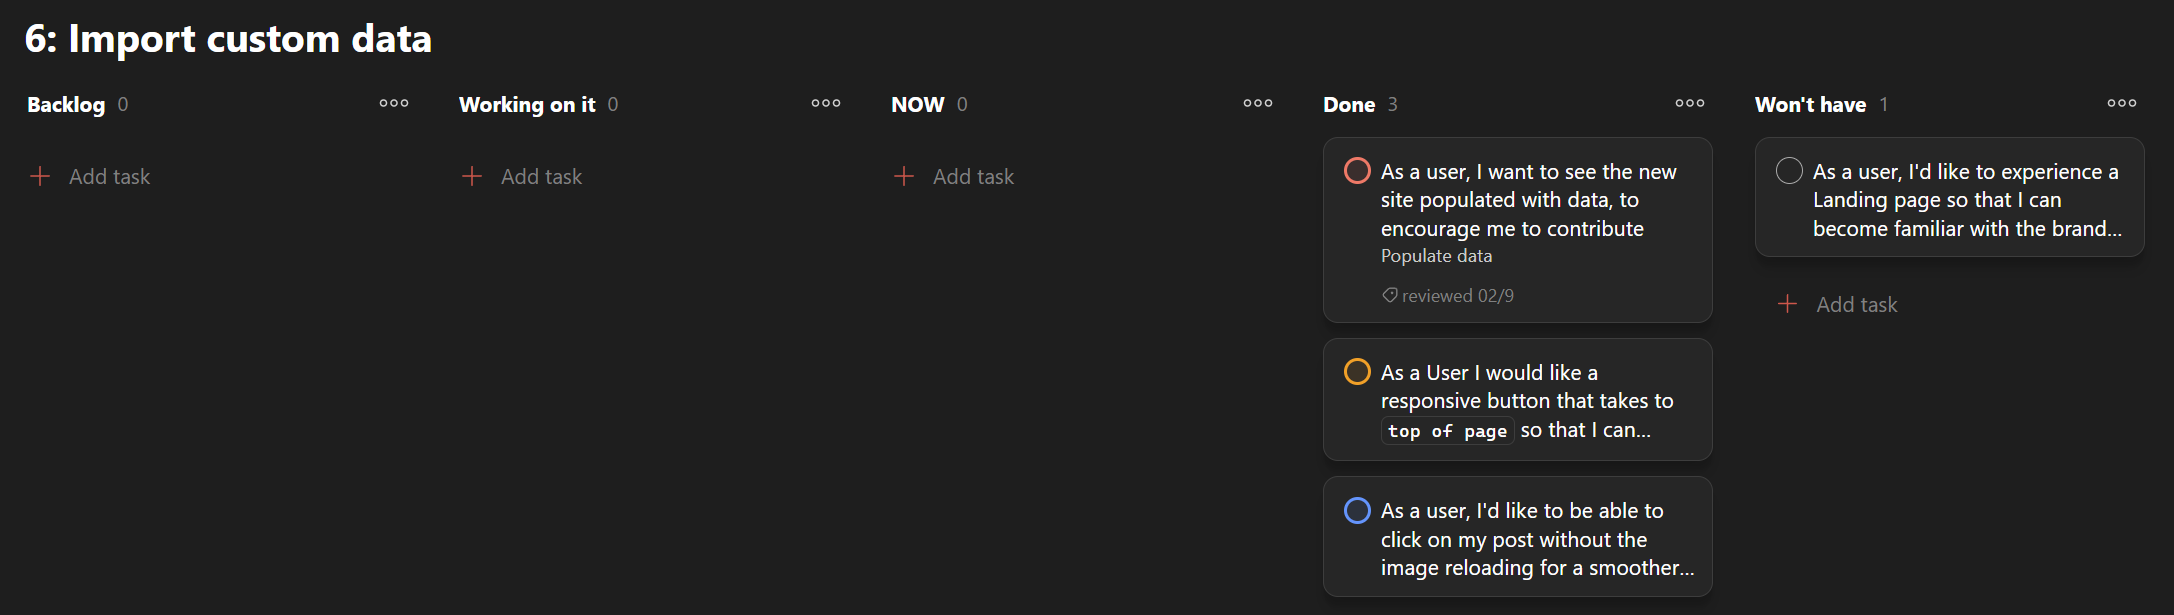 6: Import custom data
Backlog 0
Add task
Working on it 0
Add task
NOW 0
Add task
Done 3
As a user, I want to see the new
site populated with data, to
encourage me to contribute
Populate data
reviewed 02/9
As a User I would like a
responsive button that takes to
top of page so that I can...
As a user, I'd like to be able to
click on my post without the
image reloading for a smoother...
Won't have 1
As a user, I'd like to experience a
Landing page so that I can
become familiar with the brand...
Add task